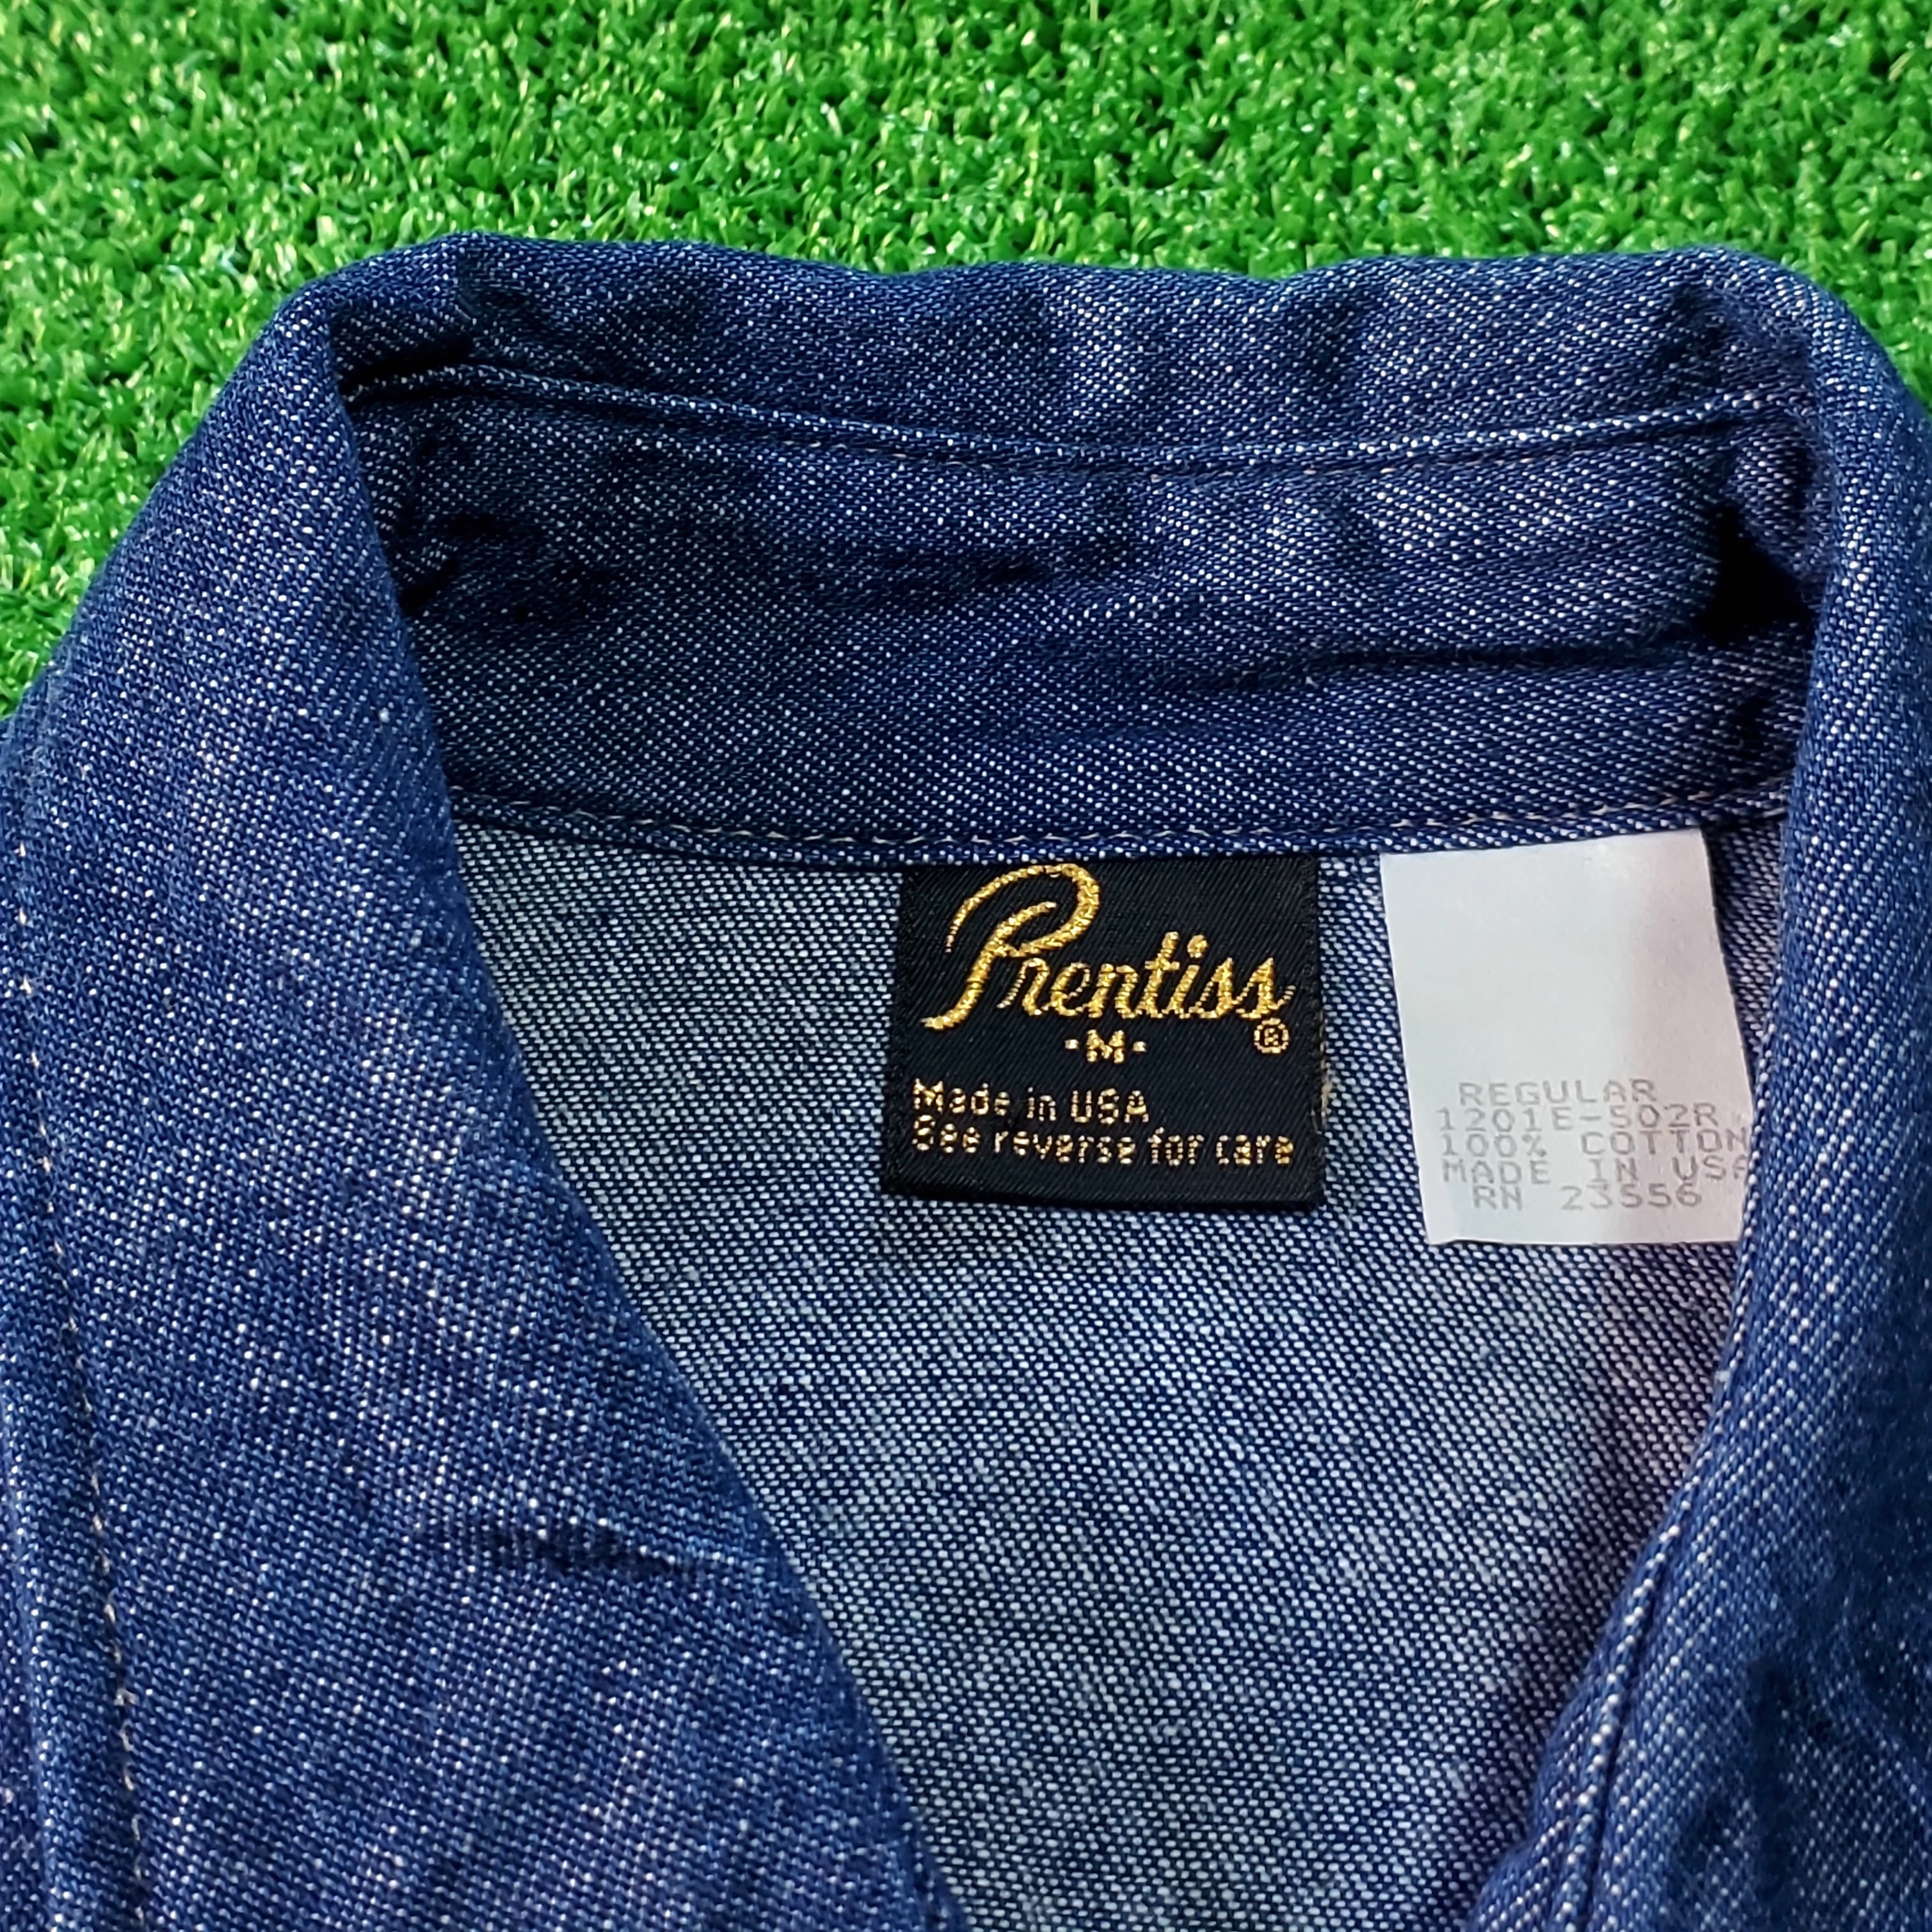 Prentiss®
·M·
Made in USA
See reverse for care
REGULAR
1201E-502R
100% COTTON
MADE IN USA
RN 23556